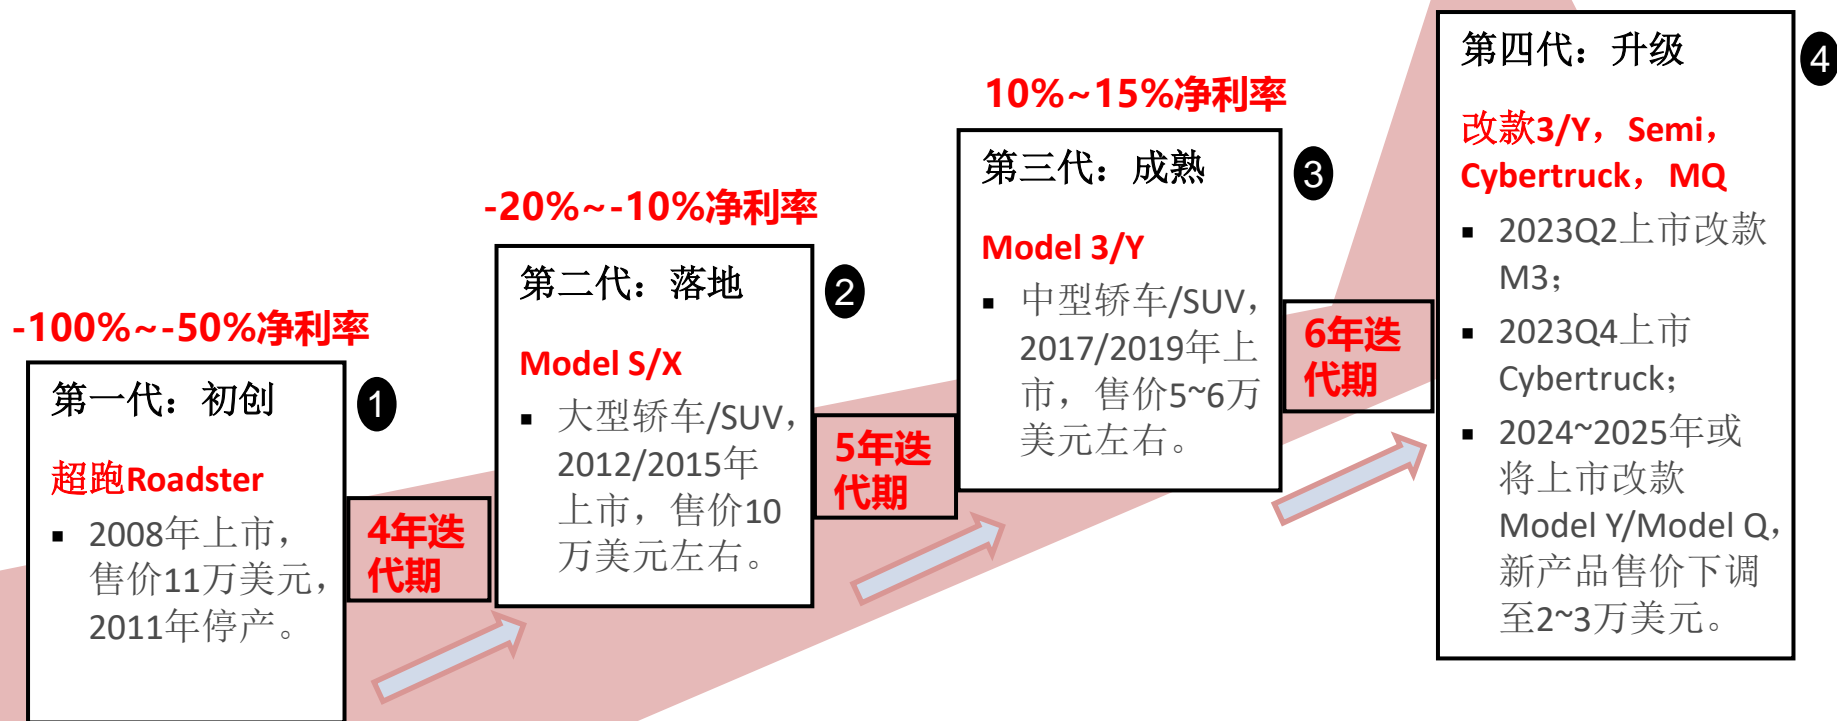 -100%~-50%净利率
第一代：初创
1
超跑Roadster
▪ 2008年上市，
售价11万美元，
2011年停产。
4年迭
代期
-20%~-10%净利率
第二代：落地
2
Model S/X
▪ 大型轿车/SUV，
2012/2015年
上市，售价10
万美元左右。
5年迭
代期
10%~15%净利率
第三代：成熟
3
Model 3/Y
▪ 中型轿车/SUV，
2017/2019年上
市，售价5~6万
美元左右。
6年迭
代期
第四代：升级
4
改款3/Y，Semi，
Cybertruck，MQ
▪ 2023Q2上市改款
M3；
▪ 2023Q4上市
Cybertruck；
▪ 2024~2025年或
将上市改款
Model Y/Model Q，
新产品售价下调
至2~3万美元。